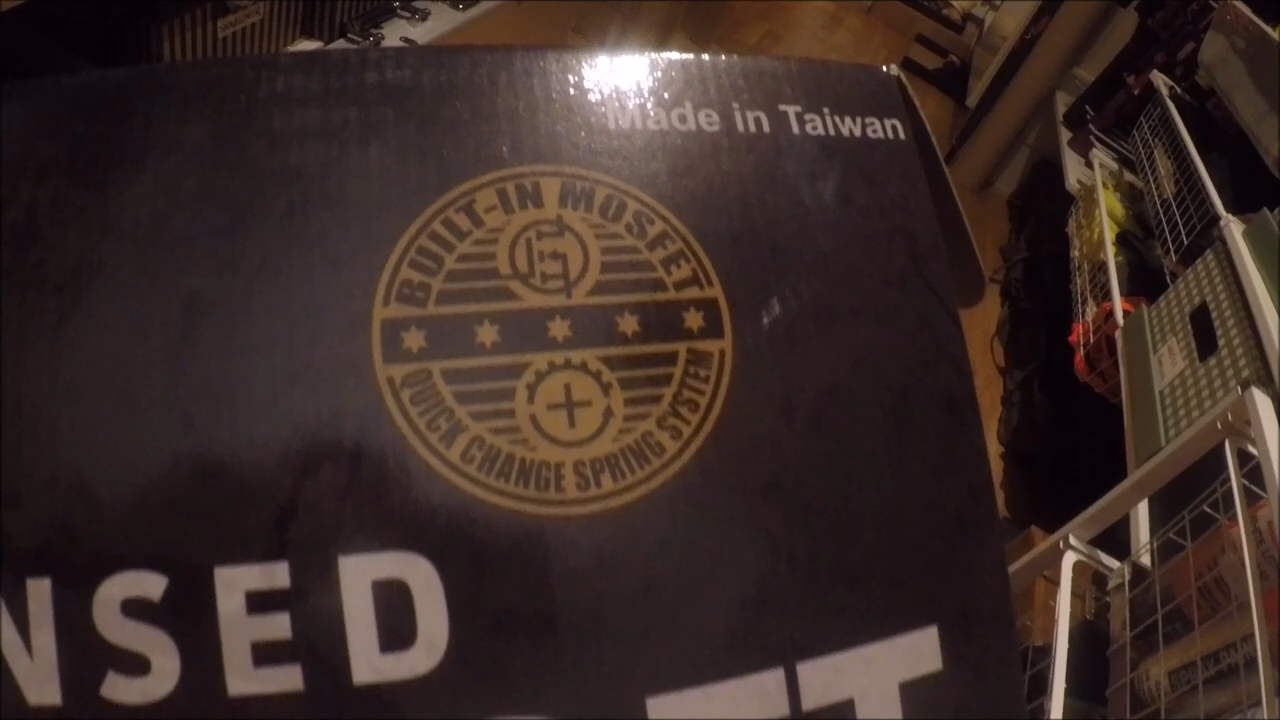 Made in Taiwan
BUILT-IN MOSFET
QUICK CHANGE SPRING SYSTEM
NSED